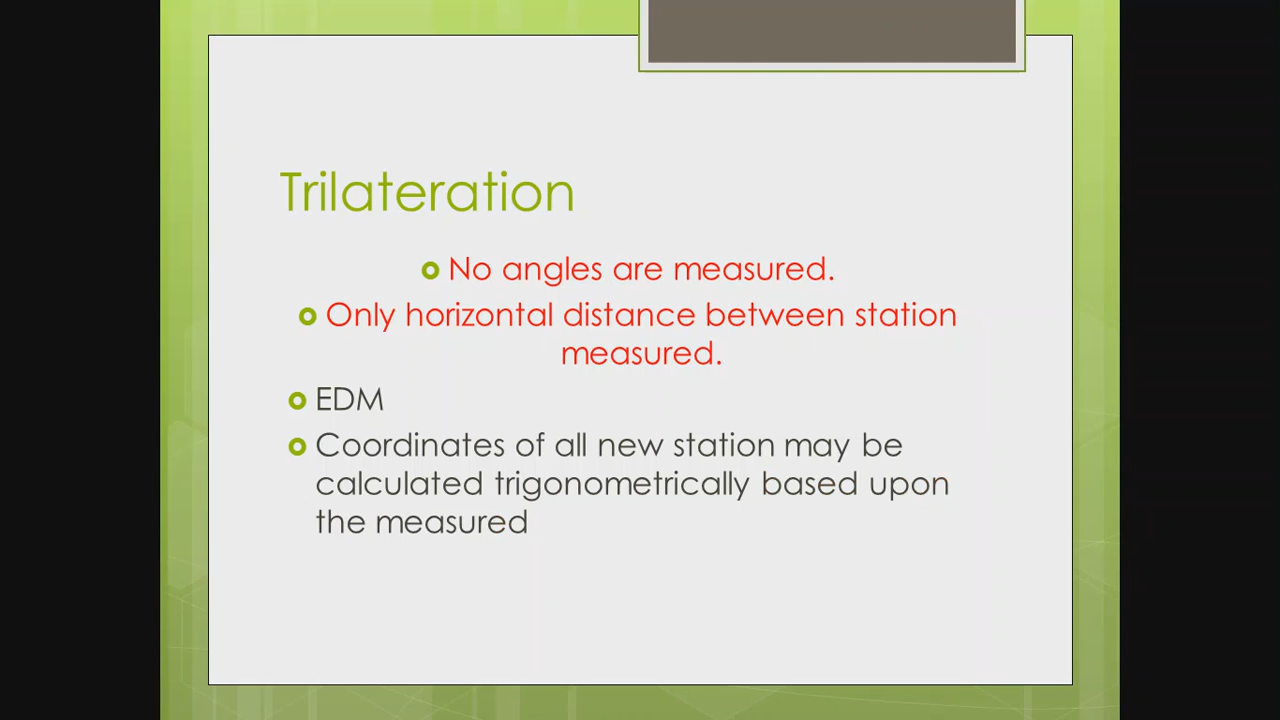 Trilateration
No angles are measured.
Only horizontal distance between station
measured.
EDM
Coordinates of all new station may be
calculated trigonometrically based upon
the measured